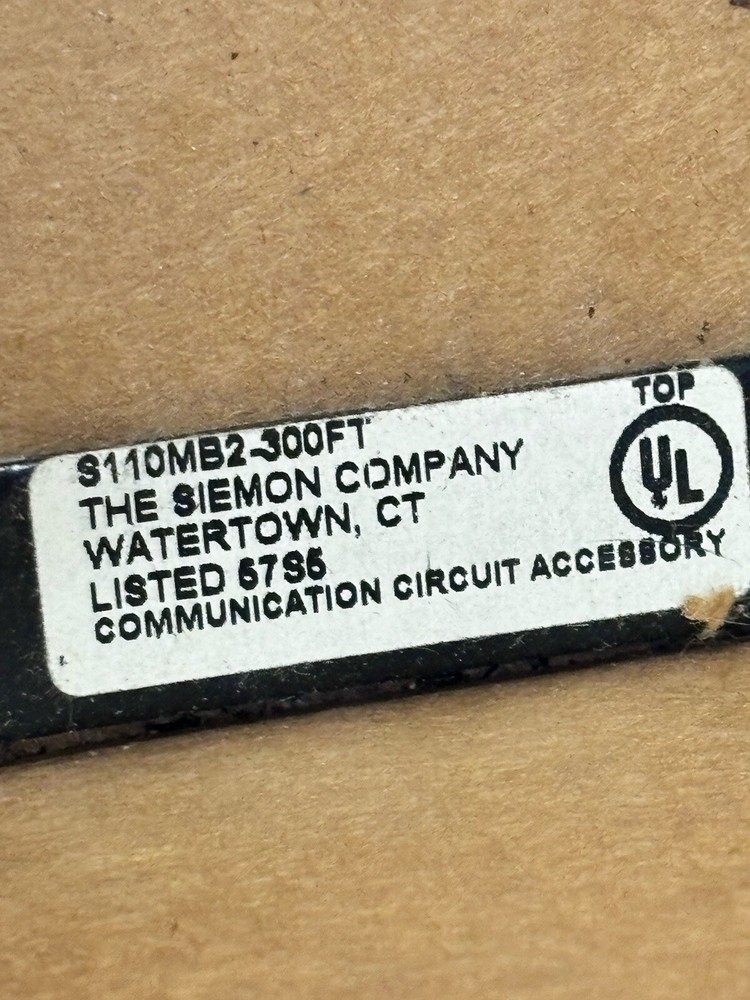 TOP
S110MB2-300FT
THE SIEMON COMPANY
UL
WATERTOWN, CT
LISTED 57S5
COMMUNICATION CIRCUIT ACCESSORY